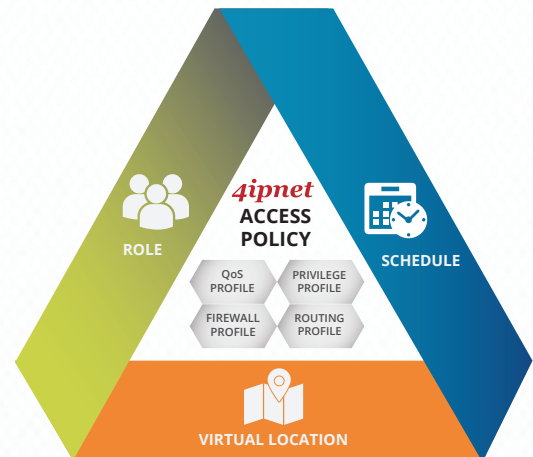 4ipnet
ACCESS
POLICY
ROLE
SCHEDULE
QoS
PROFILE
PRIVILEGE
PROFILE
FIREWALL
PROFILE
ROUTING
PROFILE
VIRTUAL LOCATION